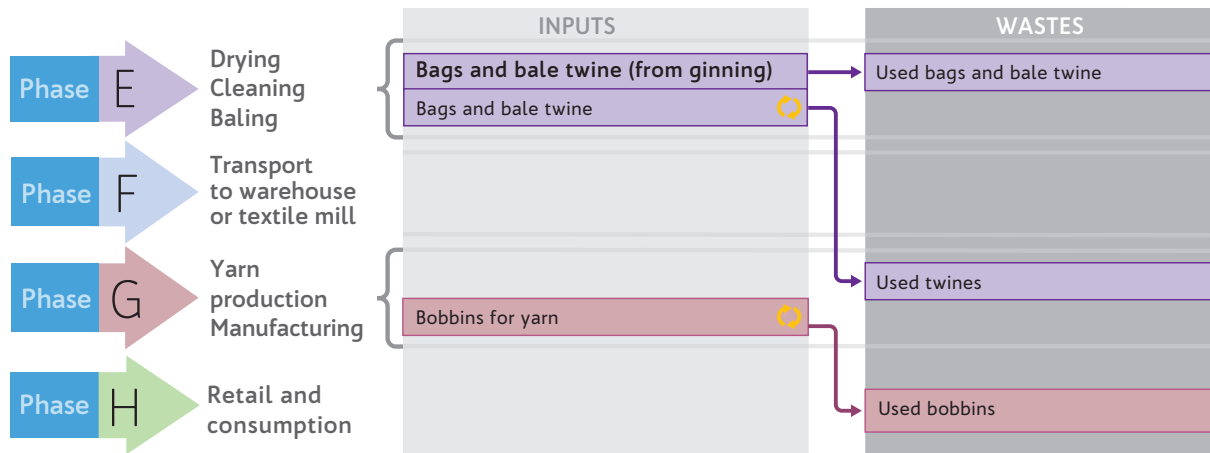 INPUTS
WASTES
Phase E
Drying
Cleaning
Baling
Bags and bale twine (from ginning)
Used bags and bale twine
Bags and bale twine
Phase F
Transport
to warehouse
or textile mill
Phase G
Yarn
production
Manufacturing
Used twines
Bobbins for yarn
Phase H
Retail and
consumption
Used bobbins